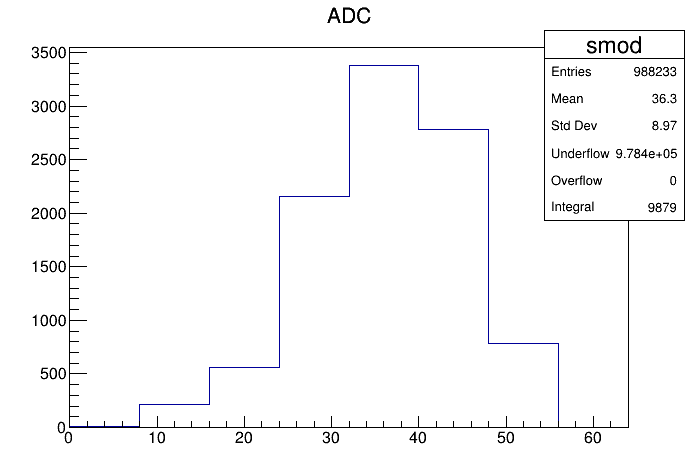 ADC
smod
Entries 988233
Mean 36.3
Std Dev 8.97
Underflow 9.784e+05
Overflow 0
Integral 9879
3500
3000
2500
2000
1500
1000
500
0
0 10 20 30 40 50 60